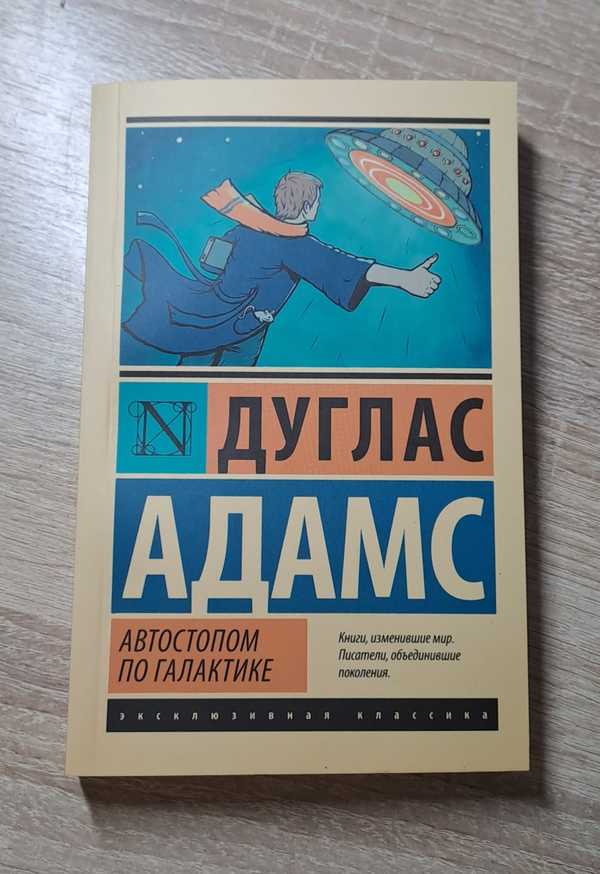 N
ДУГЛАС
АДАМС
АВТОСТОПОМ
ПО ГАЛАКТИКЕ
Книги, изменившие мир.
Писатели, объединившие
поколения.
эксклюзивная классика